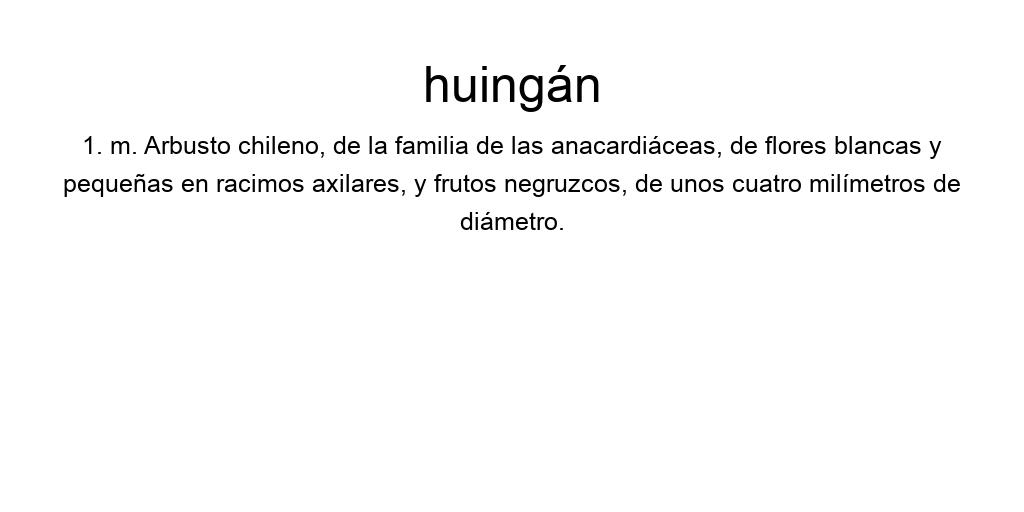 huingán
1. m. Arbusto chileno, de la familia de las anacardiáceas, de flores blancas y
pequeñas en racimos axilares, y frutos negruzcos, de unos cuatro milímetros de
diámetro.